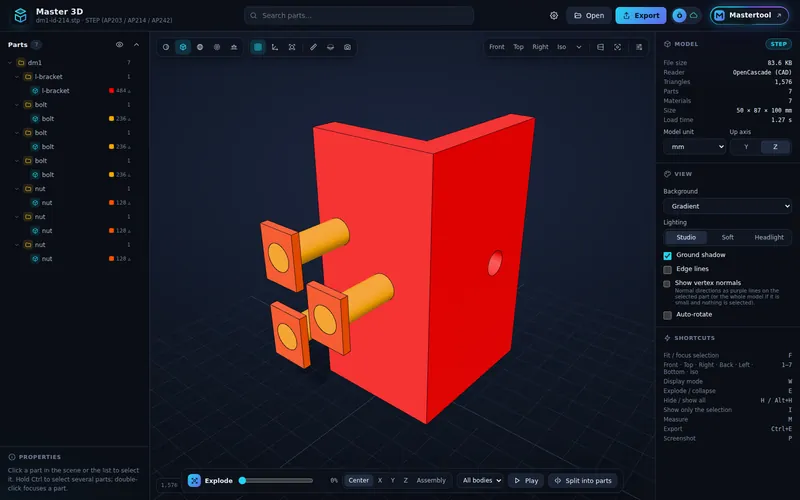 Master 3D
dm1-id-214.stp · STEP (AP203 / AP214 / AP242)
Search parts...
Open
Export
Mastertool
Parts 7
dm1 7
l-bracket 1
l-bracket 484
bolt 1
bolt 236
bolt 1
bolt 236
bolt 1
bolt 236
nut 1
nut 128
nut 1
nut 128
nut 1
nut 128
PROPERTIES
Click a part in the scene or the list to select it. Hold Ctrl to select several parts; double-click focuses a part.
Front Top Right Iso
1,576
Explode 0% Center X Y Z Assembly All bodies Play Split into parts
MODEL STEP
File size 83.6 KB
Reader OpenCascade (CAD)
Triangles 1,576
Parts 7
Materials 7
Size 50 × 87 × 100 mm
Load time 1.27 s
Model unit Up axis
mm Y Z
VIEW
Background
Gradient
Lighting
Studio Soft Headlight
Ground shadow
Edge lines
Show vertex normals
Normal directions as purple lines on the selected part (or the whole model if it is small and nothing is selected).
Auto-rotate
SHORTCUTS
Fit / focus selection F
Front · Top · Right · Back · Left · Bottom · Iso 1–7
Display mode W
Explode / collapse E
Hide / show all H / Alt+H
Show only the selection I
Measure M
Export Ctrl+E
Screenshot P